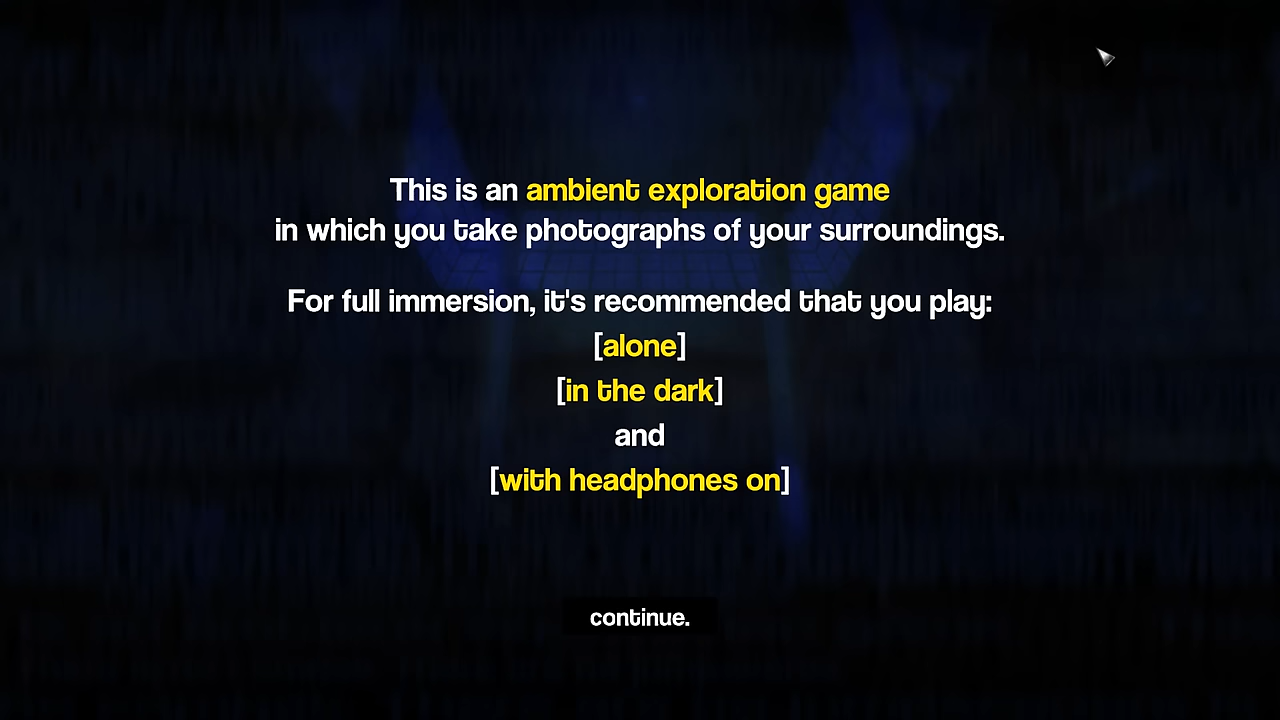 This is an ambient exploration game
in which you take photographs of your surroundings.
For full immersion, it's recommended that you play:
[alone]
[in the dark]
and
[with headphones on]
continue.